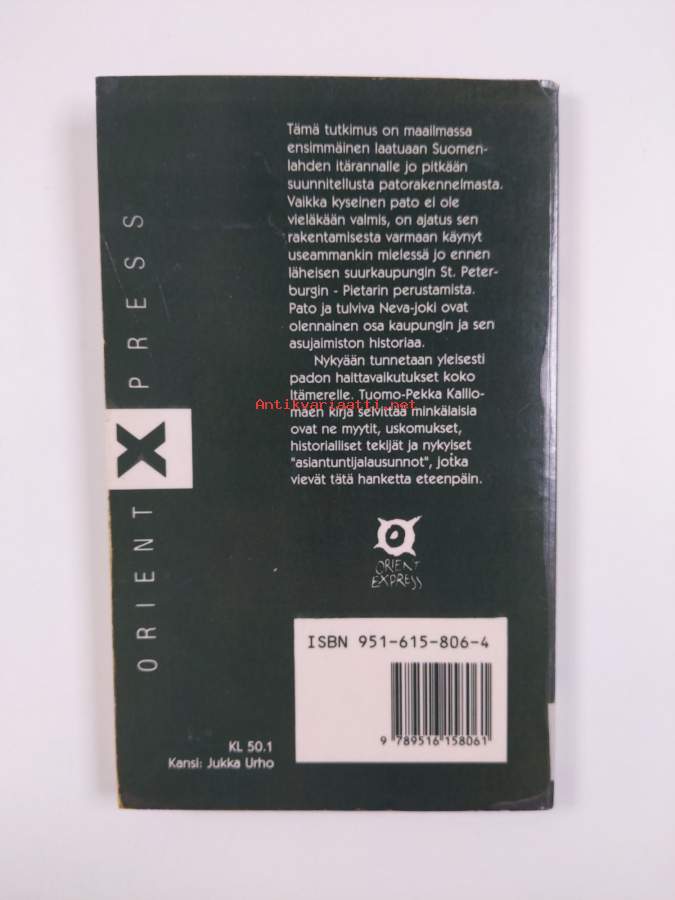 Tämä tutkimus on maailmassa
ensimmäinen laatuaan Suomen-
lahden itärannalle jo pitkään
suunnitellusta patorakennelmasta.
Vaikka kyseinen pato ei ole
vieläkään valmis, on ajatus sen
rakentamisesta varmaan käynyt
useammankin mielessä jo ennen
läheisen suurkaupungin St. Peter-
burgin - Pietarin perustamista.
Pato ja tulviva Neva-joki ovat
olennainen osa kaupungin ja sen
asujaimiston historiaa.
Nykyään tunnetaan yleisesti
padon haittavaikutukset koko
Itämerelle. Tuomo-Pekka Kallio-
mäen kirja selvittää minkälaisia
ovat ne myytit, uskomukset,
historialliset tekijät ja nykyiset
"asiantuntijalausunnot", jotka
vievät tätä hanketta eteenpäin.
Antikvariaatti.net
ORIENT X PRESS
ORIENT
EXPRESS
ISBN 951-615-806-4
9 789516 158061
KL 50.1
Kansi: Jukka Urho